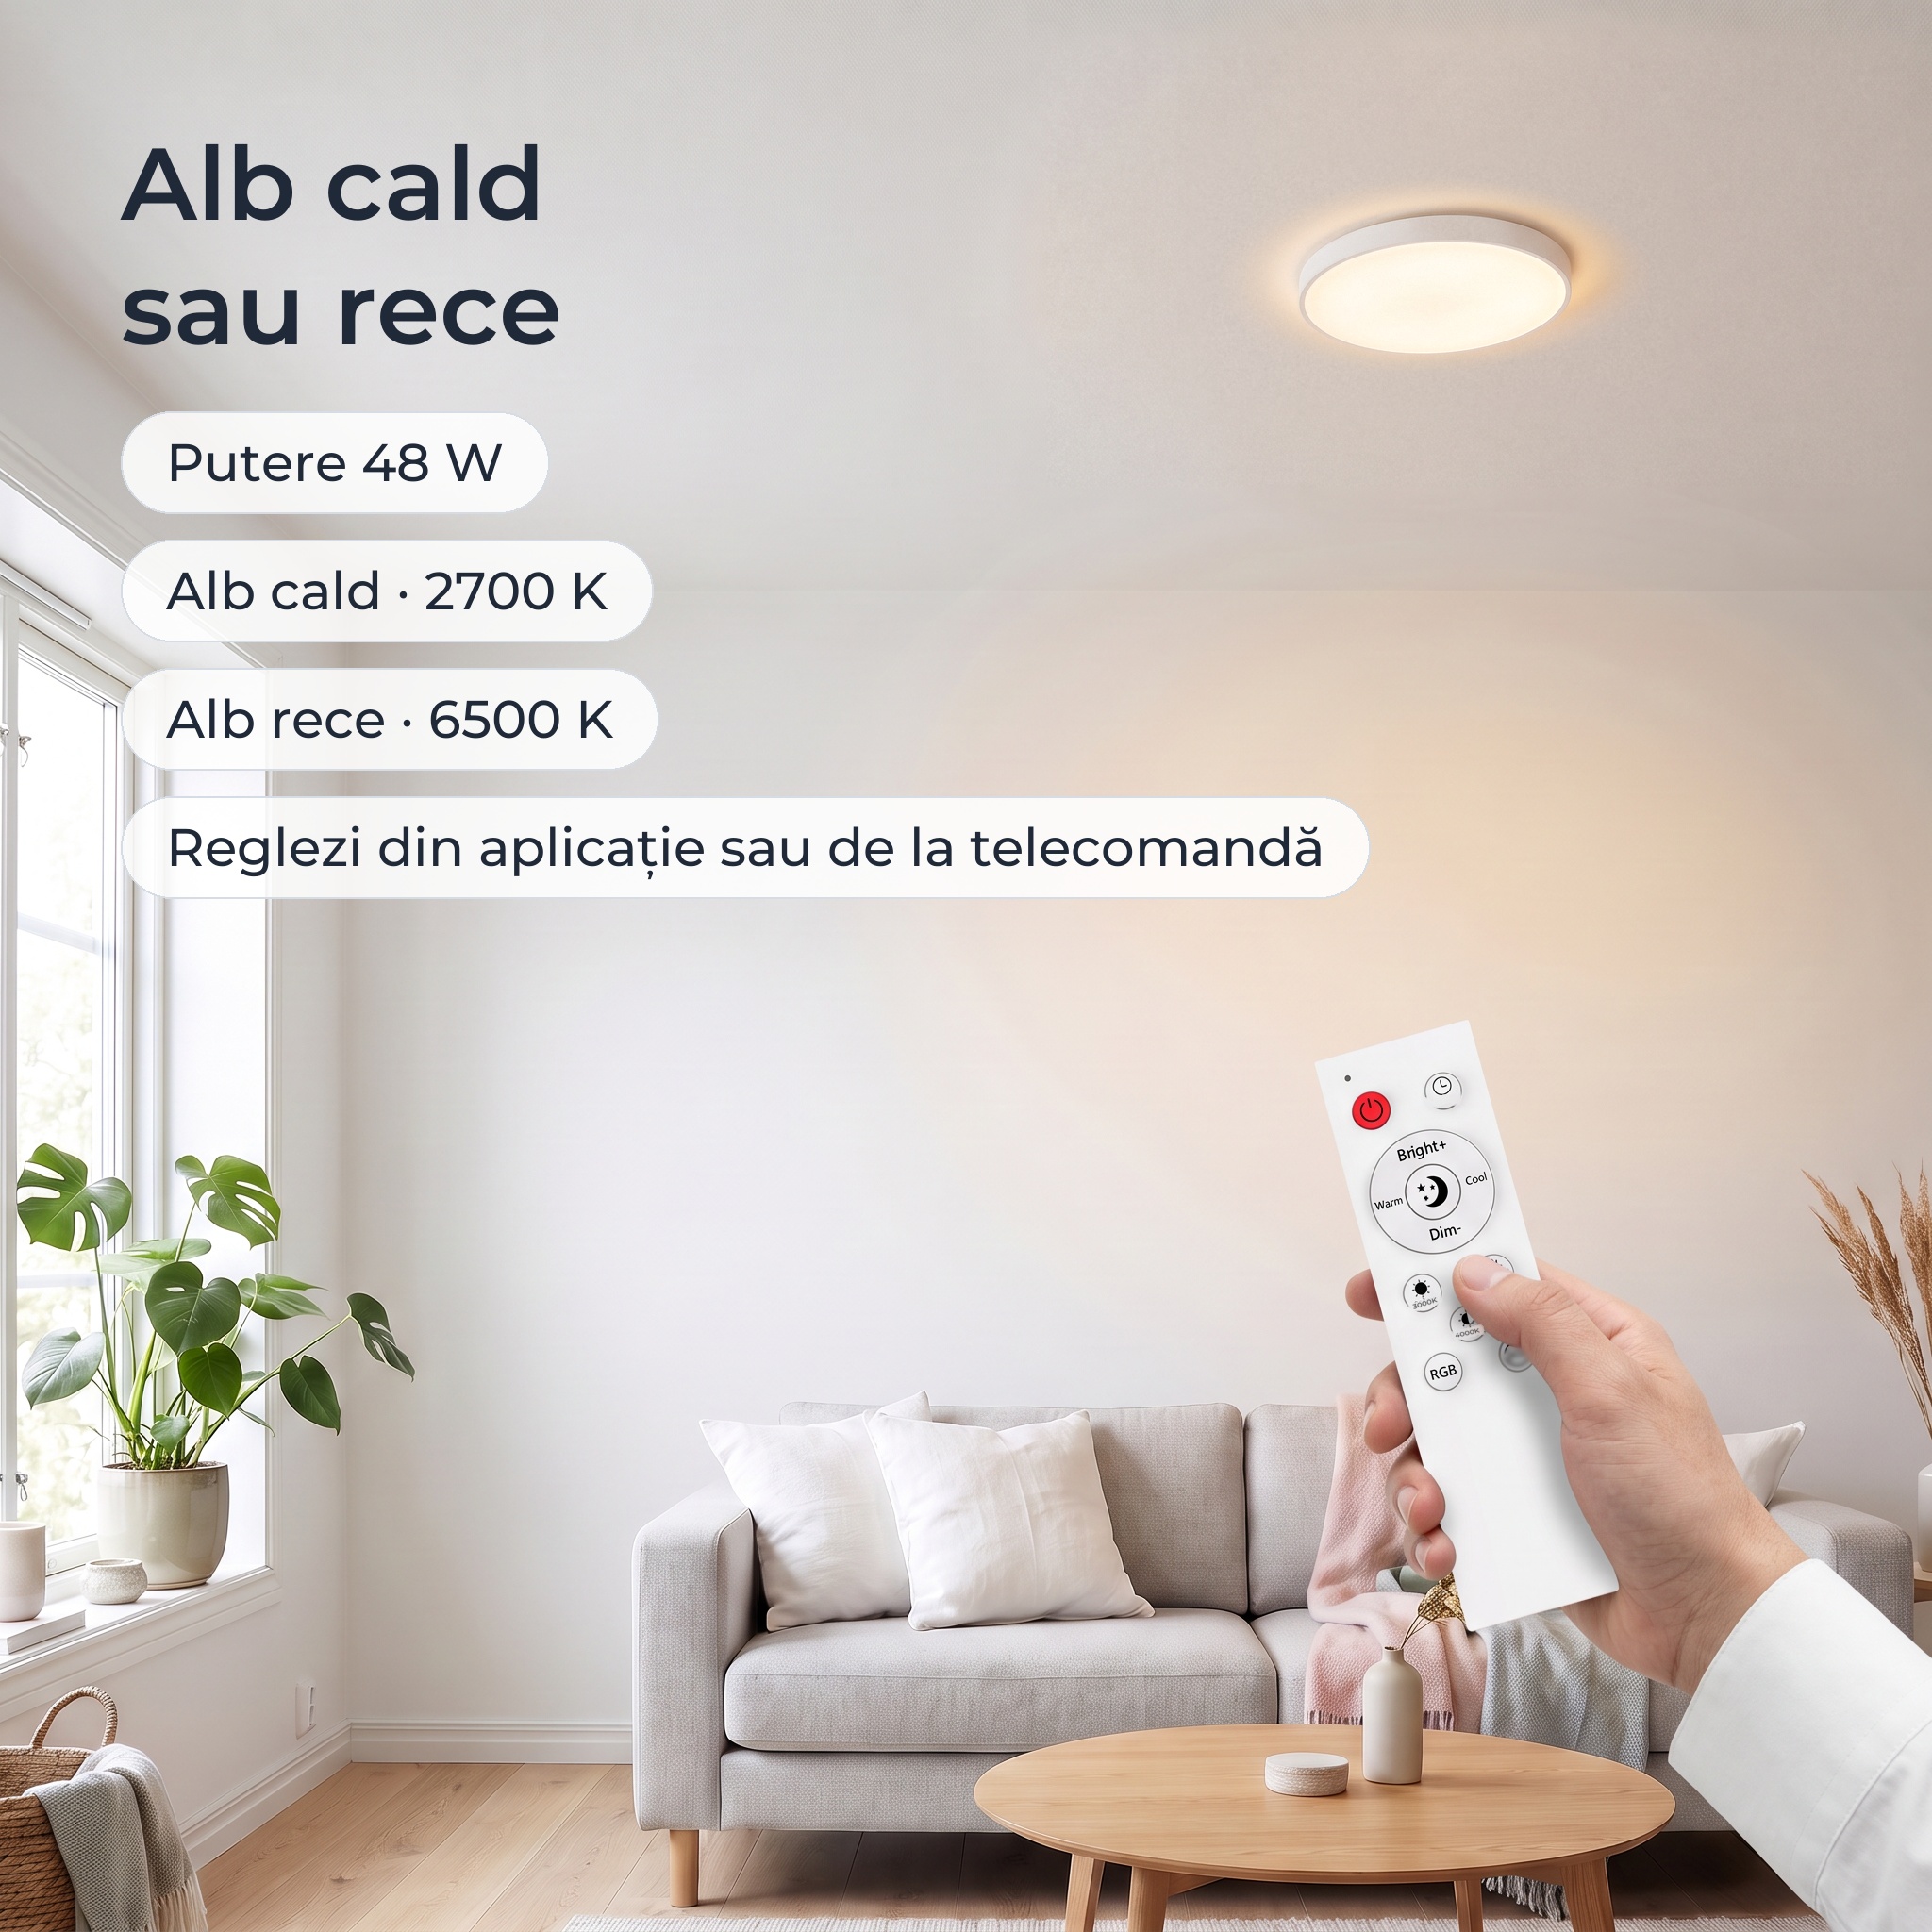 Alb cald
sau rece
Putere 48 W
Alb cald · 2700 K
Alb rece · 6500 K
Reglezi din aplicație sau de la telecomandă
Bright+
Warm
Cool
Dim-
3000K
4000K
RGB